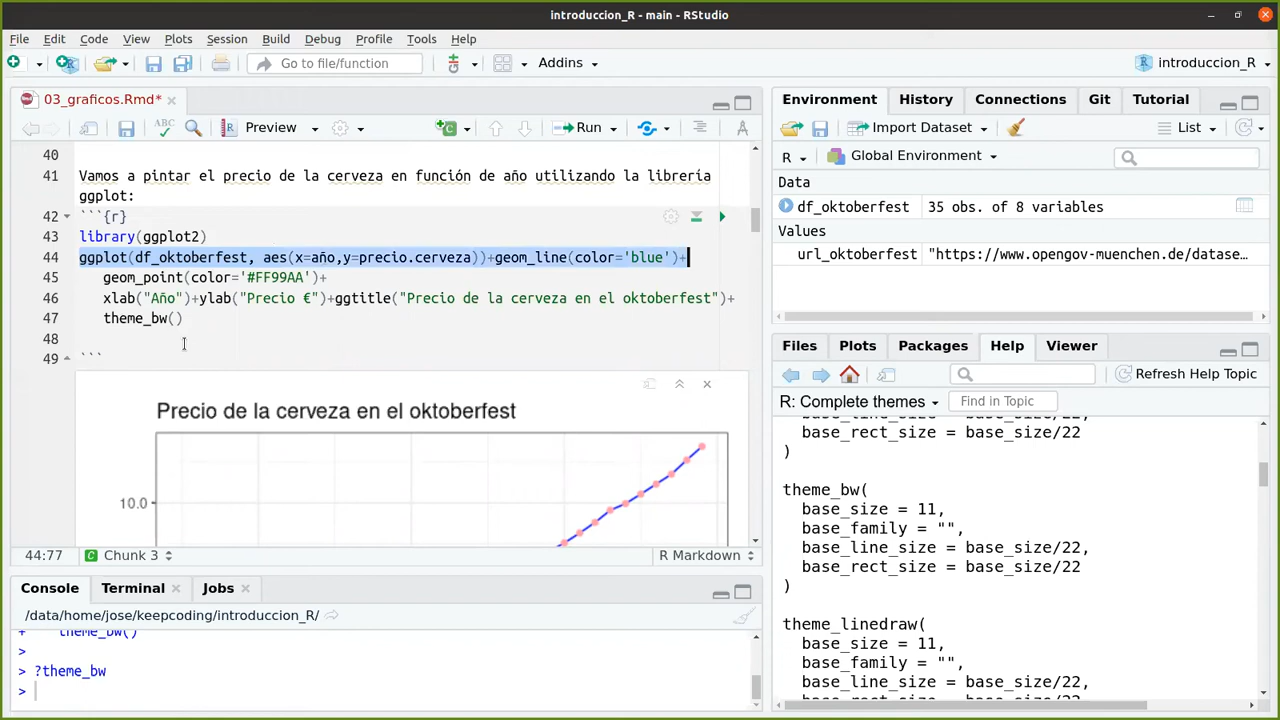 introduccion_R - main - RStudio
File Edit Code View Plots Session Build Debug Profile Tools Help
Go to file/function Addins introduccion_R
03_graficos.Rmd*
ABC Preview Run
40
41 Vamos a pintar el precio de la cerveza en función de año utilizando la librería
ggplot:
42 ```{r}
43 library(ggplot2)
44 ggplot(df_oktoberfest, aes(x=año,y=precio.cerveza))+geom_line(color='blue')+
45 geom_point(color='#FF99AA')+
46 xlab("Año")+ylab("Precio €")+ggtitle("Precio de la cerveza en el oktoberfest")+
47 theme_bw()
48
49 ```
Precio de la cerveza en el oktoberfest
10.0
44:77 Chunk 3 R Markdown
Console Terminal Jobs
/data/home/jose/keepcoding/introduccion_R/
+ theme_bw()
>
> ?theme_bw
>
Environment History Connections Git Tutorial
Import Dataset List
R Global Environment
Data
df_oktoberfest 35 obs. of 8 variables
Values
url_oktoberfest "https://www.opengov-muenchen.de/datase…
Files Plots Packages Help Viewer
Refresh Help Topic
R: Complete themes Find in Topic
base_line_size = base_size/22,
base_rect_size = base_size/22
)
theme_bw(
base_size = 11,
base_family = "",
base_line_size = base_size/22,
base_rect_size = base_size/22
)
theme_linedraw(
base_size = 11,
base_family = "",
base_line_size = base_size/22,
base_rect_size = base_size/22